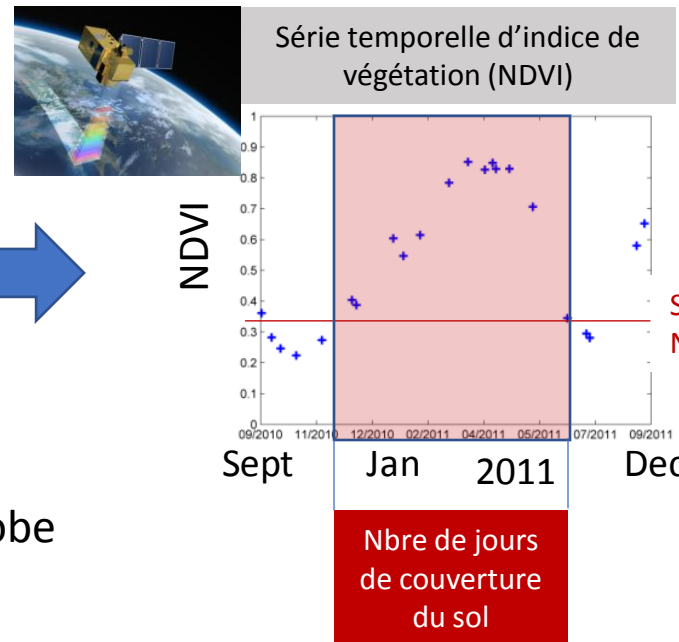 Série temporelle d'indice de
végétation (NDVI)
1
0.9
0.8
0.7
0.6
0.5
0.4
0.3
0.2
0.1
0
NDVI
S
N
09/2010 11/2010 12/2010 02/2011 04/2011 05/2011 07/2011 09/2011
Sept Jan 2011 Dec
obe
Nbre de jours
de couverture
du sol